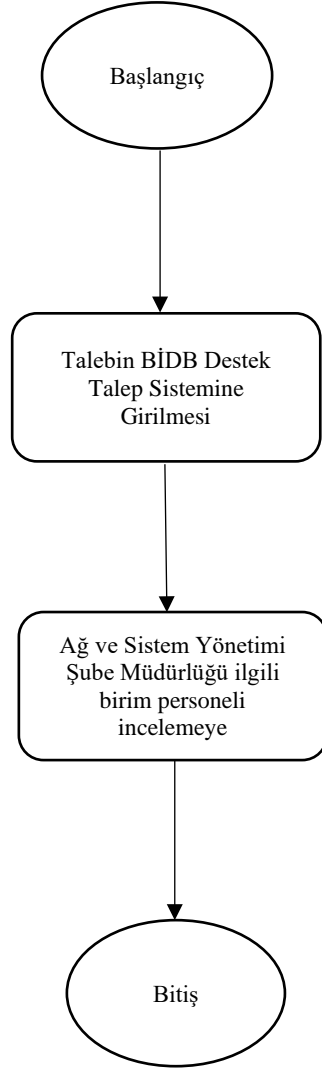 Başlangıç
Talebin BİDB Destek
Talep Sistemine
Girilmesi
Ağ ve Sistem Yönetimi
Şube Müdürlüğü ilgili
birim personeli
incelemeye
Bitiş